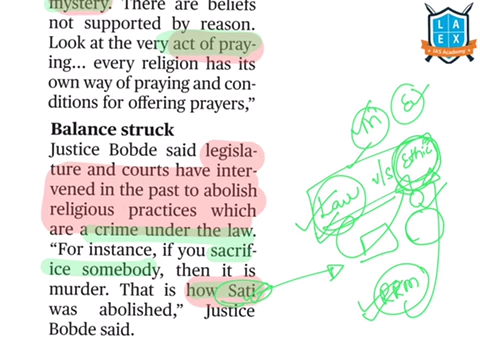 mystery. There are beliefs
not supported by reason.
Look at the very act of pray-
ing... every religion has its
own way of praying and con-
ditions for offering prayers,"
Balance struck
Justice Bobde said legisla-
ture and courts have inter-
vened in the past to abolish
religious practices which
are a crime under the law.
"For instance, if you sacrif-
ice somebody, then it is
murder. That is how Sati
was abolished," Justice
Bobde said.
LAEX
IAS Academy
Law v/s Ethic
RRM